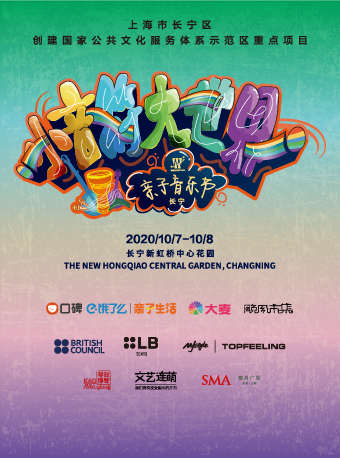 上海市长宁区
创建国家公共文化服务体系示范区重点项目
小音符大世界
亲子音乐节
长宁
2020/10/7-10/8
长宁新虹桥中心花园
THE NEW HONGQIAO CENTRAL GARDEN, CHANGNING
口碑 饿了么 亲子生活 大麦
BRITISH COUNCIL LB TOPFEELING
文艺连萌 SMA